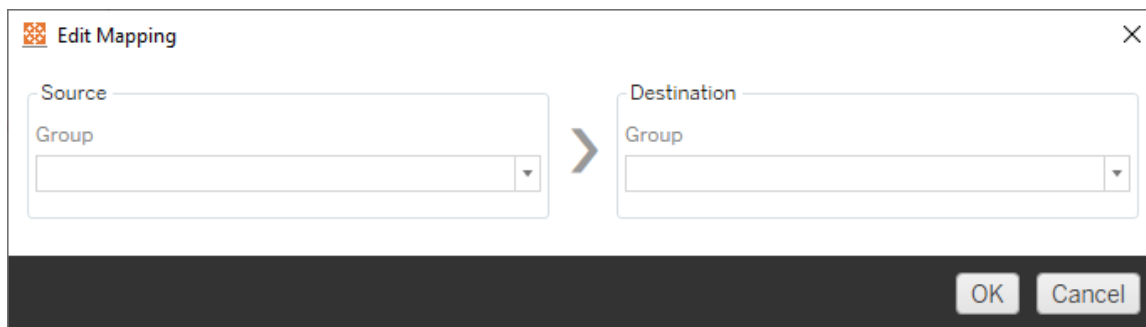 Edit Mapping
Source
Group
Destination
Group
OK
Cancel